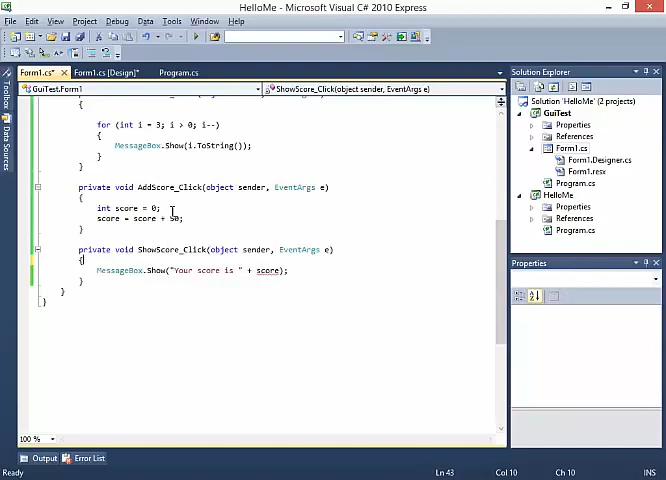 HelloMe - Microsoft Visual C# 2010 Express
File Edit View Project Debug Data Tools Window Help
Form1.cs* Form1.cs [Design]* Program.cs
GuiTest.Form1 ShowScore_Click(object sender, EventArgs e)
{
for (int i = 3; i > 0; i--)
{
MessageBox.Show(i.ToString());
}
}
private void AddScore_Click(object sender, EventArgs e)
{
int score = 0;
score = score + 50;
}
private void ShowScore_Click(object sender, EventArgs e)
{
MessageBox.Show("Your score is " + score);
}
}
}
100 %
Output Error List
Ready Ln 43 Col 10 Ch 10 INS
Toolbox
Data Sources
Solution Explorer
Solution 'HelloMe' (2 projects)
GuiTest
Properties
References
Form1.cs
Form1.Designer.cs
Form1.resx
Program.cs
HelloMe
Properties
References
Program.cs
Properties